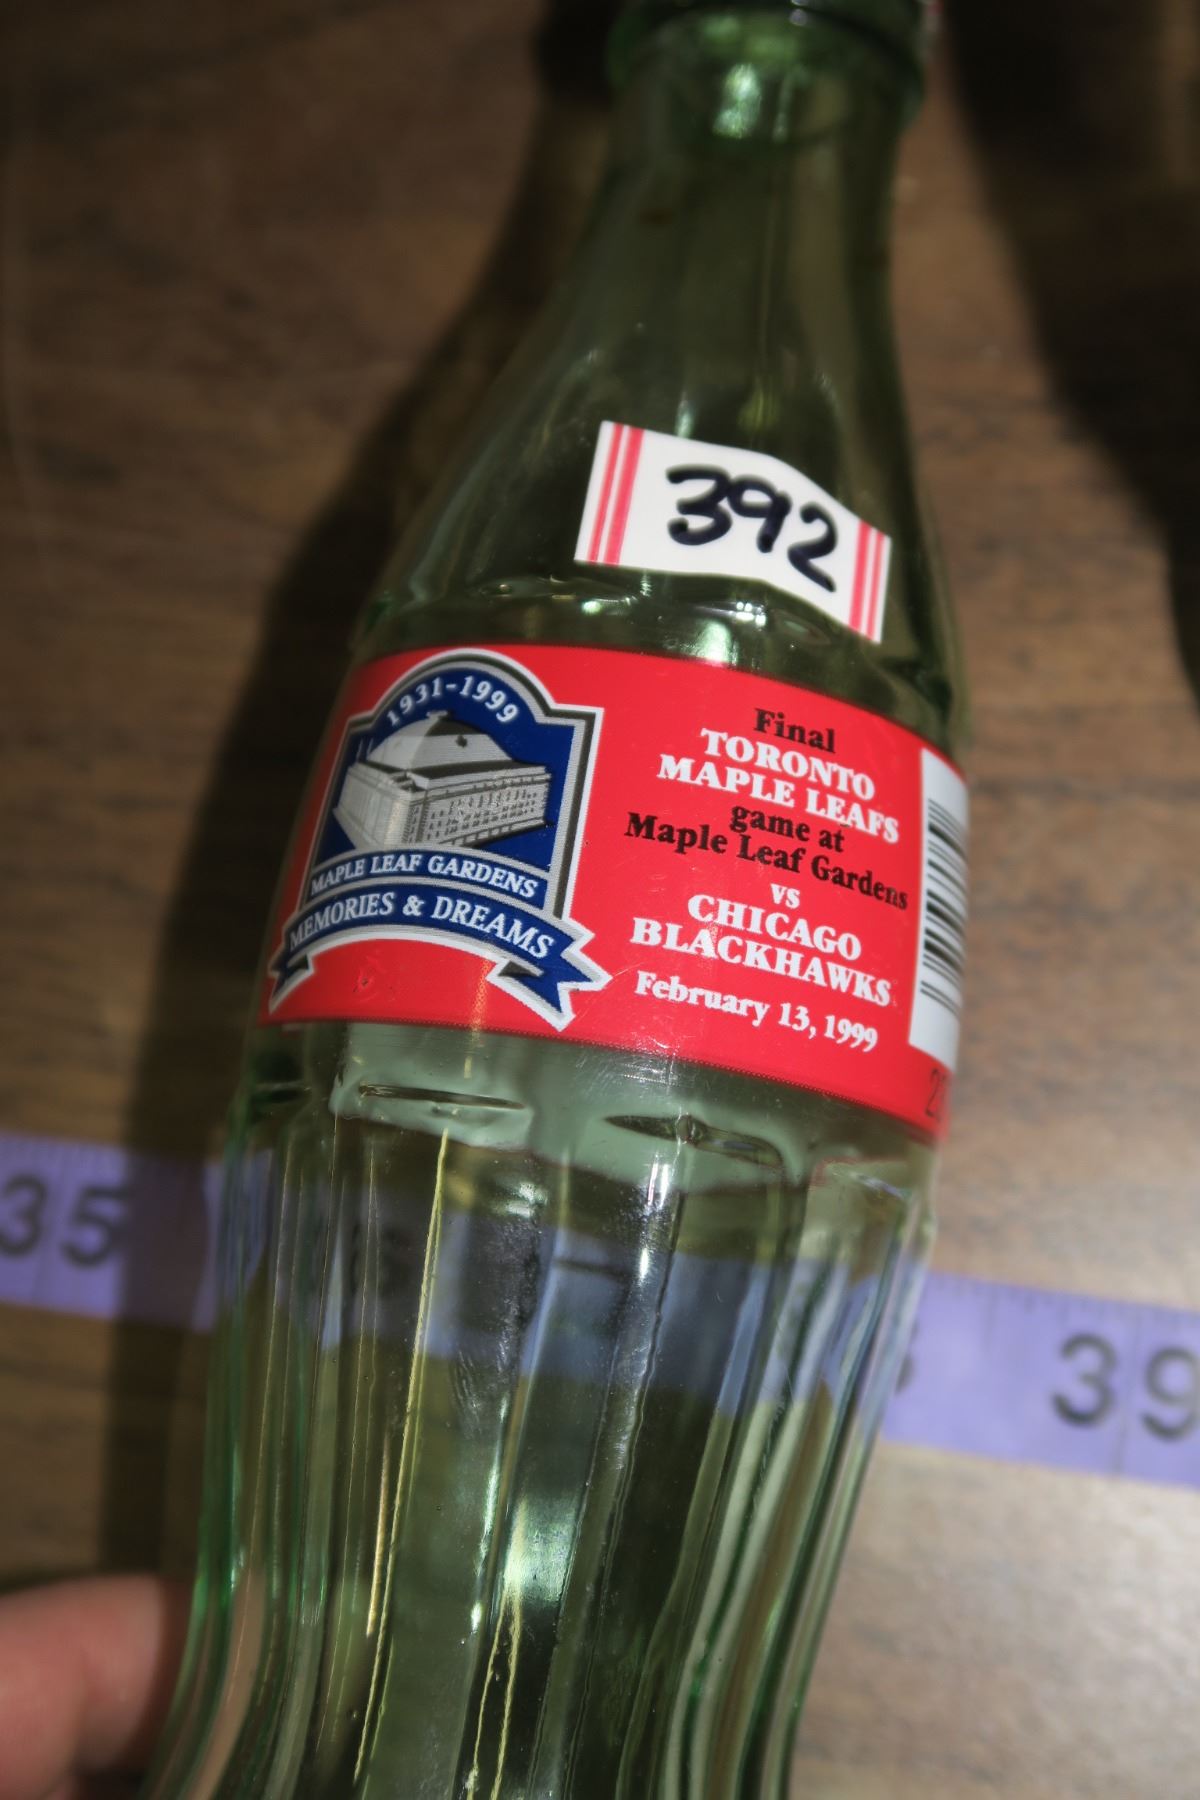 392
1931-1999
MAPLE LEAF GARDENS
MEMORIES & DREAMS
Final
TORONTO
MAPLE LEAFS
game at
Maple Leaf Gardens
vs
CHICAGO
BLACKHAWKS
February 13, 1999
35
39